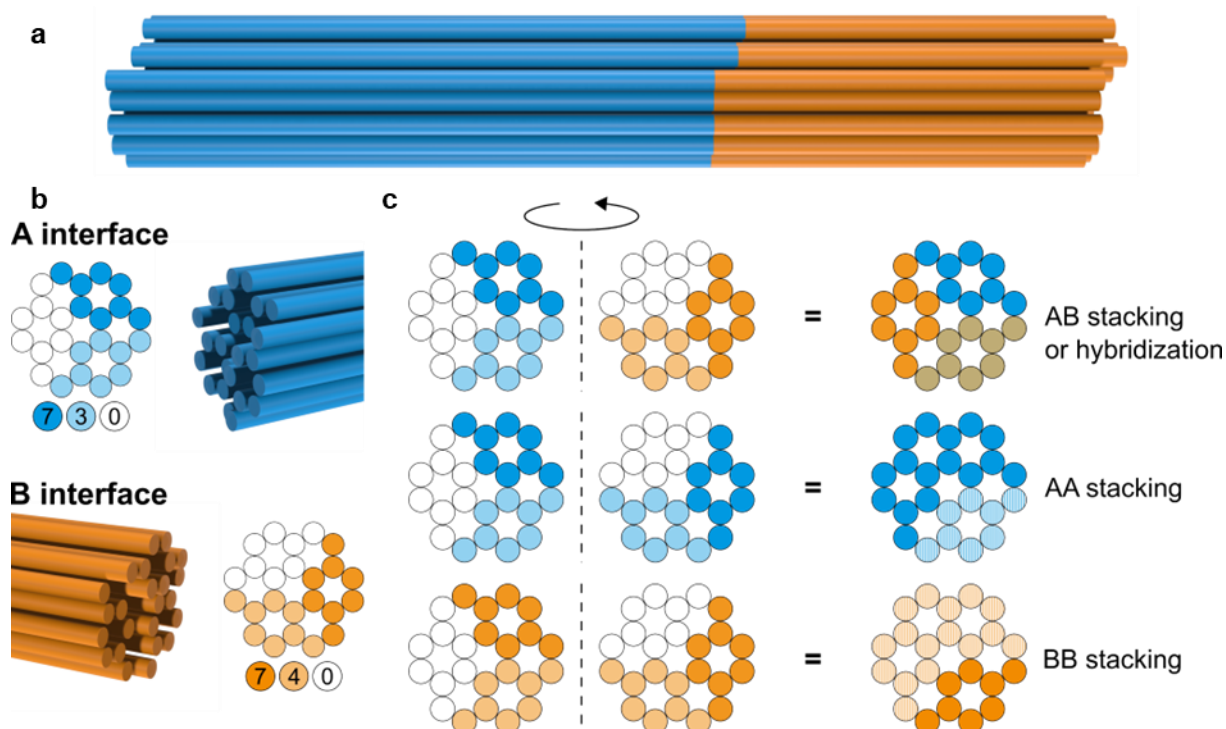 a
b
A interface
7 3 0
B interface
7 4 0
c
=
AB stacking
or hybridization
=
AA stacking
=
BB stacking